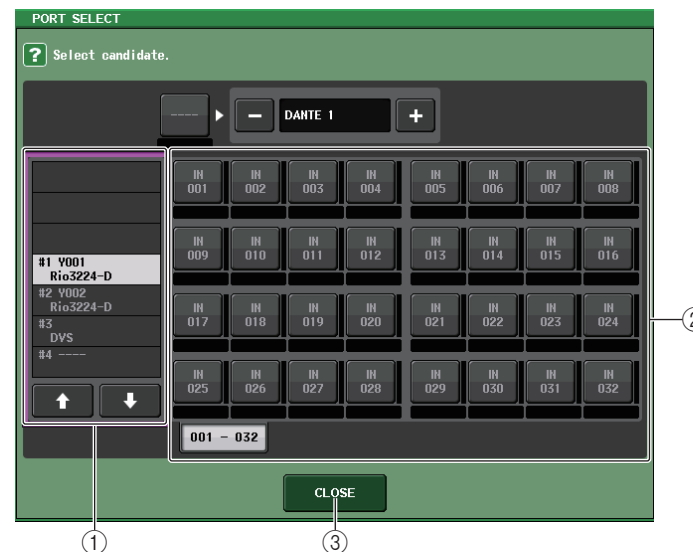 PORT SELECT
? Select candidate.
---- − DANTE 1 +
#1 Y001
Rio3224-D
#2 Y002
Rio3224-D
#3
DVS
#4 ----
IN 001 IN 002 IN 003 IN 004 IN 005 IN 006 IN 007 IN 008
IN 009 IN 010 IN 011 IN 012 IN 013 IN 014 IN 015 IN 016
IN 017 IN 018 IN 019 IN 020 IN 021 IN 022 IN 023 IN 024
IN 025 IN 026 IN 027 IN 028 IN 029 IN 030 IN 031 IN 032
001 - 032
CLOSE
① ③
②